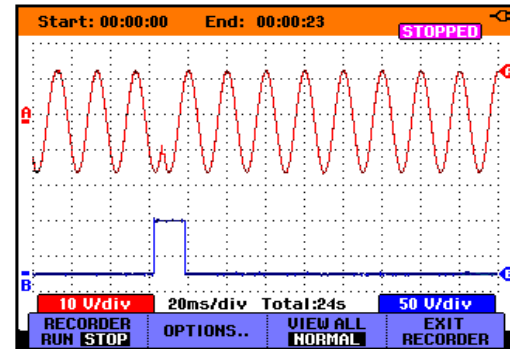 Start: 00:00:00 End: 00:00:23
STOPPED
A
B
10 V/div 20ms/div Total:24s 50 V/div
RECORDER OPTIONS.. VIEW ALL EXIT
RUN STOP NORMAL RECORDER